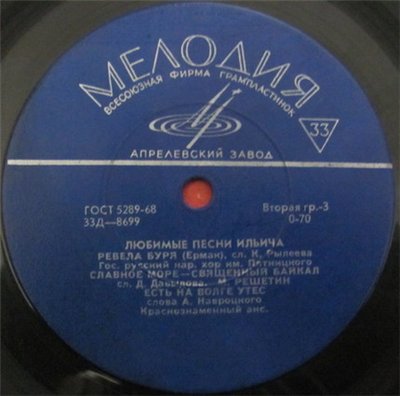 МЕЛОДИЯ
ВСЕСОЮЗНАЯ ФИРМА ГРАМПЛАСТИНОК
33
АПРЕЛЕВСКИЙ ЗАВОД
ГОСТ 5289-68 Вторая гр.-3
33Д—8699 0-70
ЛЮБИМЫЕ ПЕСНИ ИЛЬИЧА
РЕВЕЛА БУРЯ (Ерман), сл. К. Рылеева
Гос. русский нар. хор им. Пятницкого
СЛАВНОЕ МОРЕ—СВЯЩЕННЫЙ БАЙКАЛ
сл. Д. Давыдова. М. РЕШЕТИН
ЕСТЬ НА ВОЛГЕ УТЕС
слова А. Навроцкого
Краснознаменный анс.